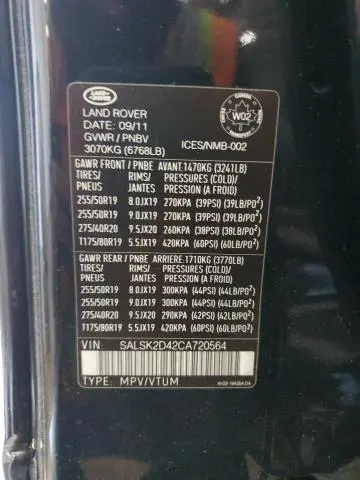 LAND
ROVER
LAND ROVER
DATE: 09/11
GVWR / PNBV
3070KG (6768LB)
CANADA
W02
ICES/NMB-002
GAWR FRONT / PNBE AVANT.1470KG (3241LB)
TIRES/ RIMS/ PRESSURES (COLD)/
PNEUS JANTES PRESSION (A FROID)
255/50R19 8.0JX19 270KPA (39PSI) (39LB/PO²)
255/50R19 9.0JX19 270KPA (39PSI) (39LB/PO²)
275/40R20 9.5JX20 260KPA (38PSI) (38LB/PO²)
T175/80R19 5.5JX19 420KPA (60PSI) (60LB/PO²)
GAWR REAR / PNBE ARRIERE.1710KG (3770LB)
TIRES/ RIMS/ PRESSURES (COLD)/
PNEUS JANTES PRESSION (A FROID)
255/50R19 8.0JX19 300KPA (44PSI) (44LB/PO²)
255/50R19 9.0JX19 300KPA (44PSI) (44LB/PO²)
275/40R20 9.5JX20 290KPA (42PSI) (42LB/PO²)
T175/80R19 5.5JX19 420KPA (60PSI) (60LB/PO²)
VIN: SALSK2D42CA720564
TYPE: MPV/VTUM